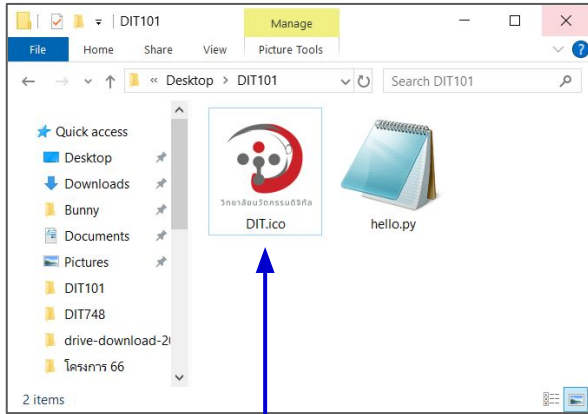 DIT101
Manage
File
Home
Share
View
Picture Tools
« Desktop > DIT101
Search DIT101
Quick access
Desktop
Downloads
Bunny
Documents
Pictures
DIT101
DIT748
drive-download-20
โครงการ 66
วิทยาลัยนวัตกรรมดิจิทัล
DIT.ico
hello.py
2 items